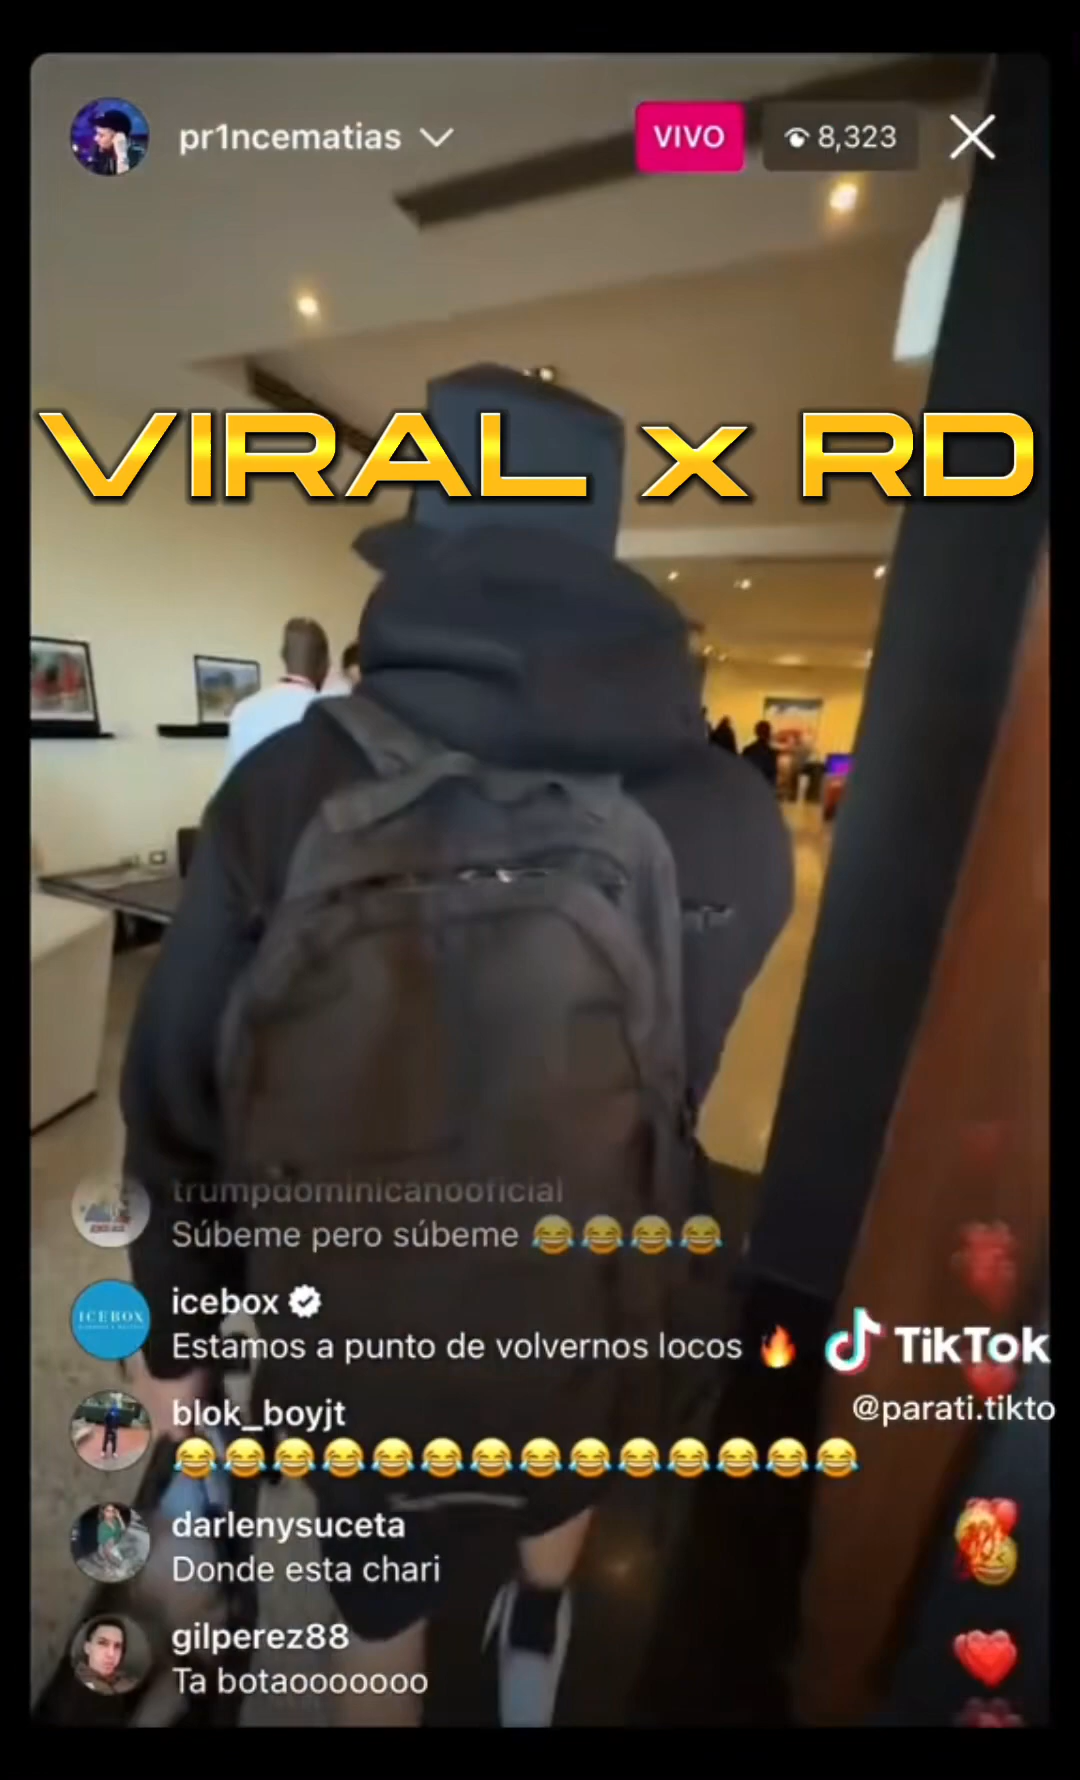 pr1ncematias
VIVO
8,323
VIRAL x RD
trumpdominicanooficial
Súbeme pero súbeme 😂😂😂😂
icebox
ICEBOX
Estamos a punto de volvernos locos 🔥
TikTok
@parati.tikto
blok_boyjt
😂😂😂😂😂😂😂😂😂😂😂😂😂😂
darlenysuceta
Donde esta chari
gilperez88
Ta botaooooooo